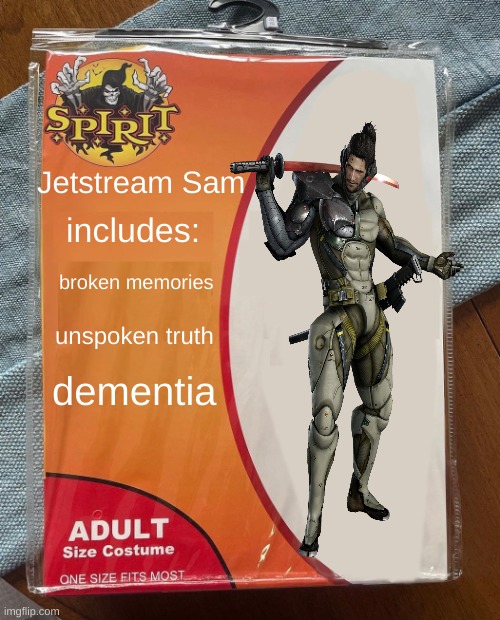 SPIRIT
Jetstream Sam
includes:
broken memories
unspoken truth
dementia
ADULT
Size Costume
ONE SIZE FITS MOST
imgflip.com